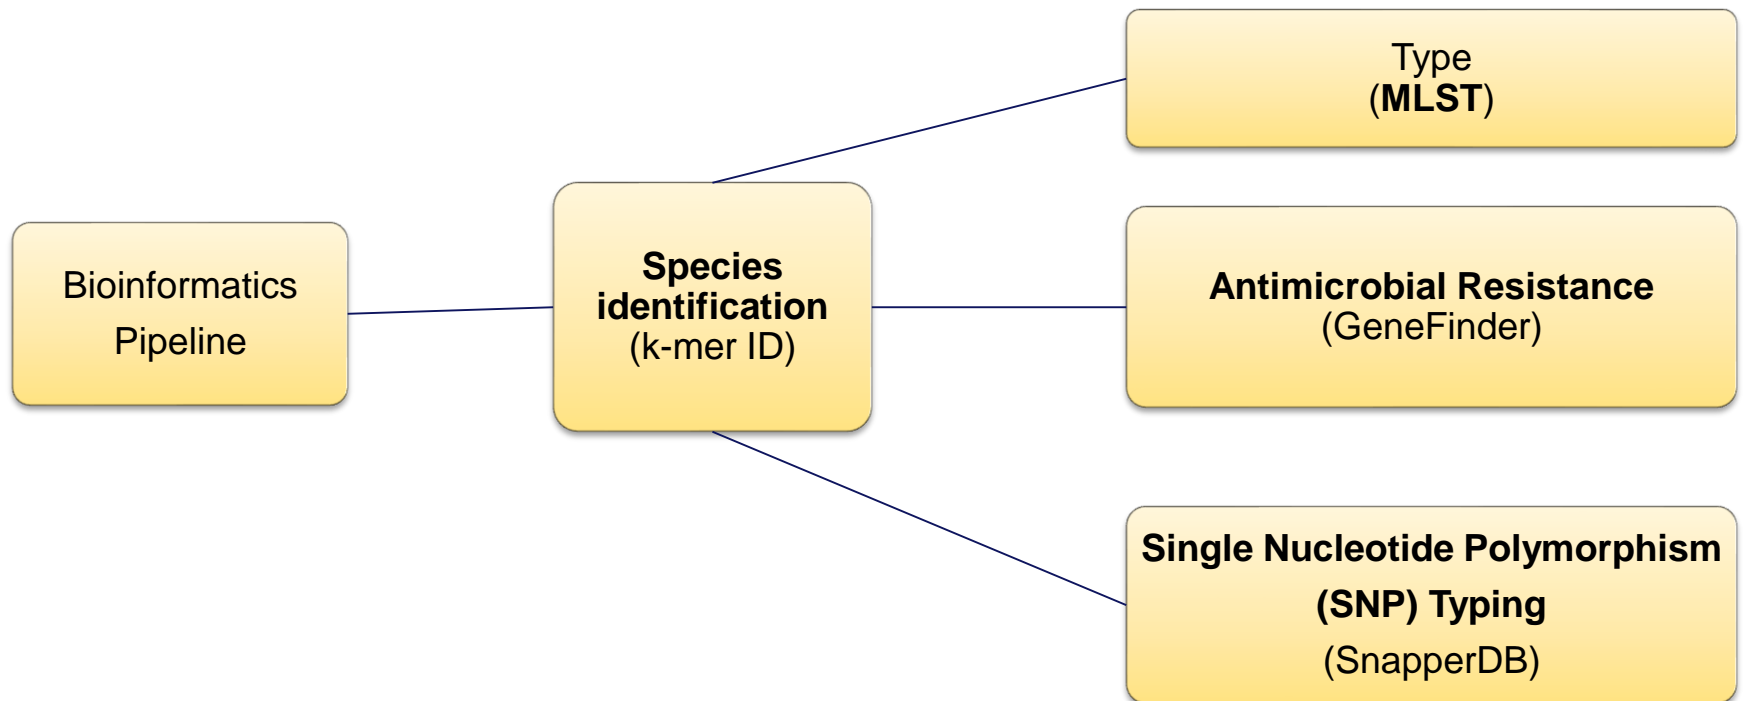 Bioinformatics
Pipeline
Species
identification
(k-mer ID)
Type
(MLST)
Antimicrobial Resistance
(GeneFinder)
Single Nucleotide Polymorphism
(SNP) Typing
(SnapperDB)